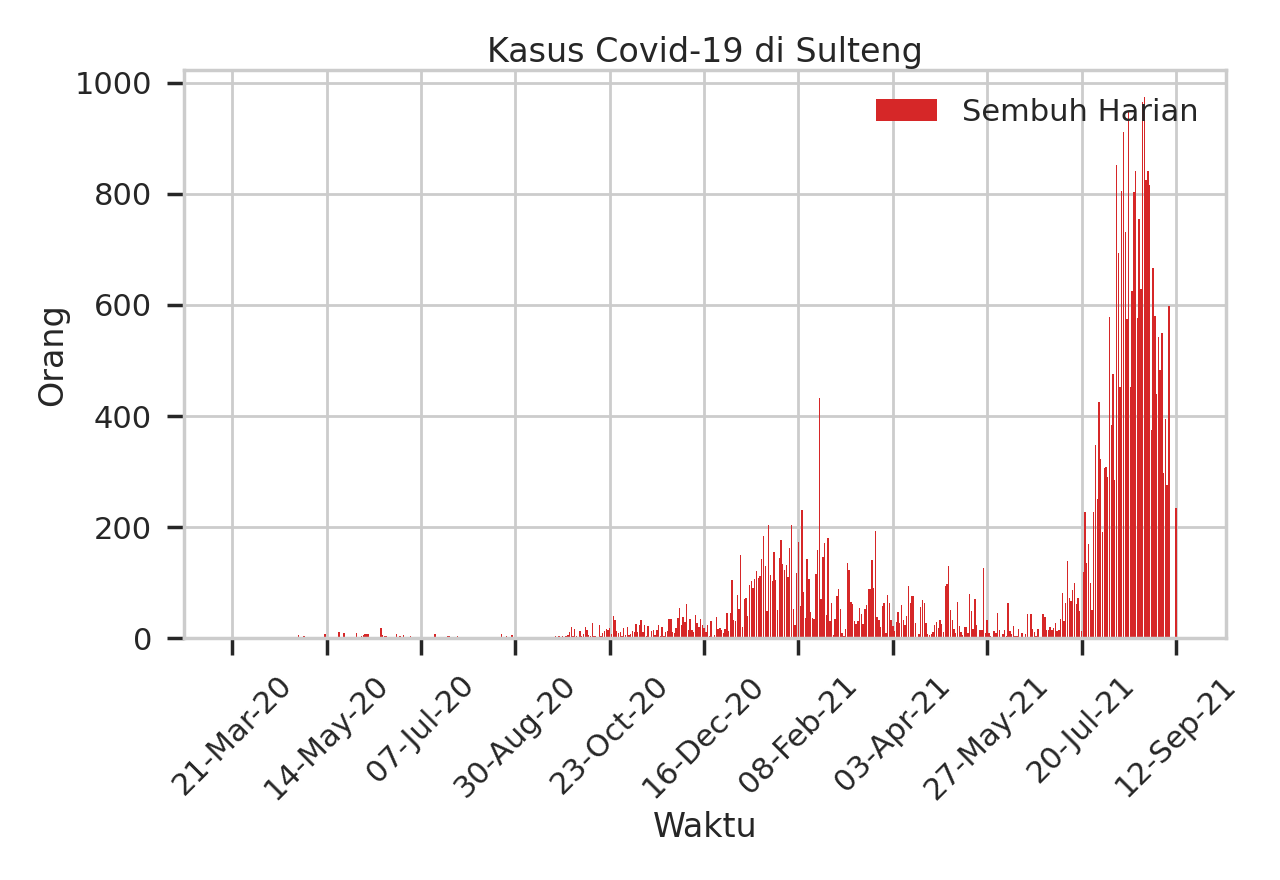 Kasus Covid-19 di Sulteng
Sembuh Harian
1000
800
600
400
200
0
Orang
21-Mar-20
14-May-20
07-Jul-20
30-Aug-20
23-Oct-20
16-Dec-20
08-Feb-21
03-Apr-21
27-May-21
20-Jul-21
12-Sep-21
Waktu